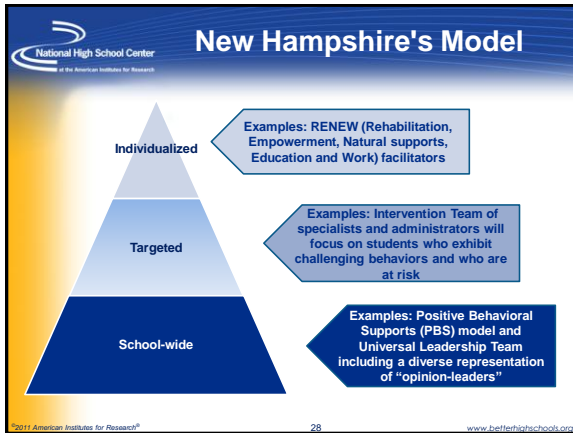 National High School Center
at the American Institutes for Research
New Hampshire's Model
Individualized
Examples: RENEW (Rehabilitation,
Empowerment, Natural supports,
Education and Work) facilitators
Targeted
Examples: Intervention Team of
specialists and administrators will
focus on students who exhibit
challenging behaviors and who are
at risk
School-wide
Examples: Positive Behavioral
Supports (PBS) model and
Universal Leadership Team
including a diverse representation
of “opinion-leaders”
©2011 American Institutes for Research®
28
www.betterhighschools.org